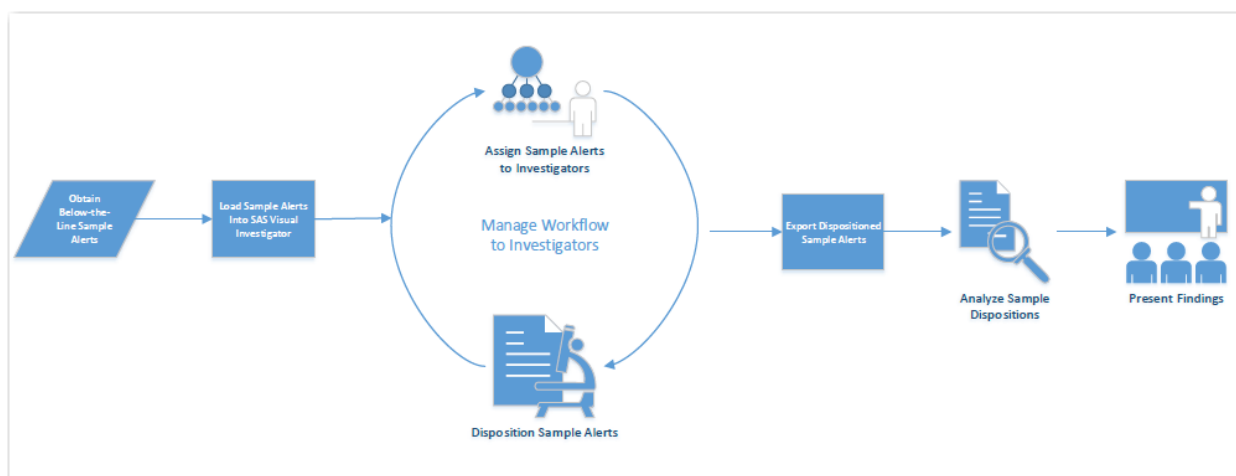 Obtain
Below-the-
Line Sample
Alerts
Load Sample Alerts
Into SAS Visual
Investigator
Assign Sample Alerts
to Investigators
Manage Workflow
to Investigators
Disposition Sample Alerts
Export Dispositioned
Sample Alerts
Analyze Sample
Dispositions
Present Findings